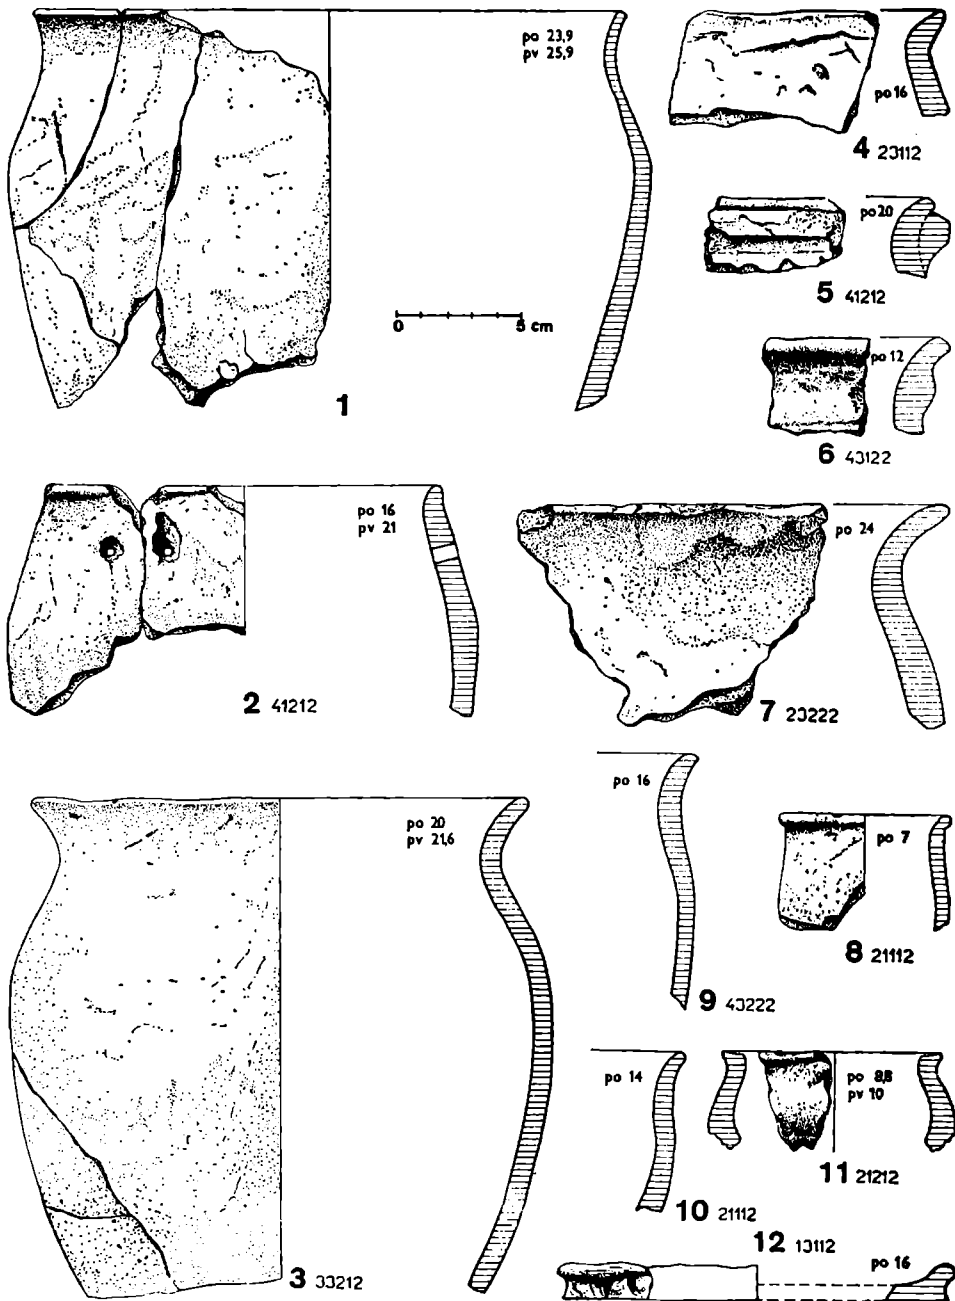 po 23,9
pv 25,9
po 16
4 23112
po 20
5 41212
0 5 cm
1
po 12
6 43122
po 16
pv 21
2 41212
po 24
7 23222
po 16
9 43222
po 20
pv 21,6
3 33212
po 7
8 21112
po 14
10 21112
po 8,8
pv 10
11 21212
12 13112
po 16